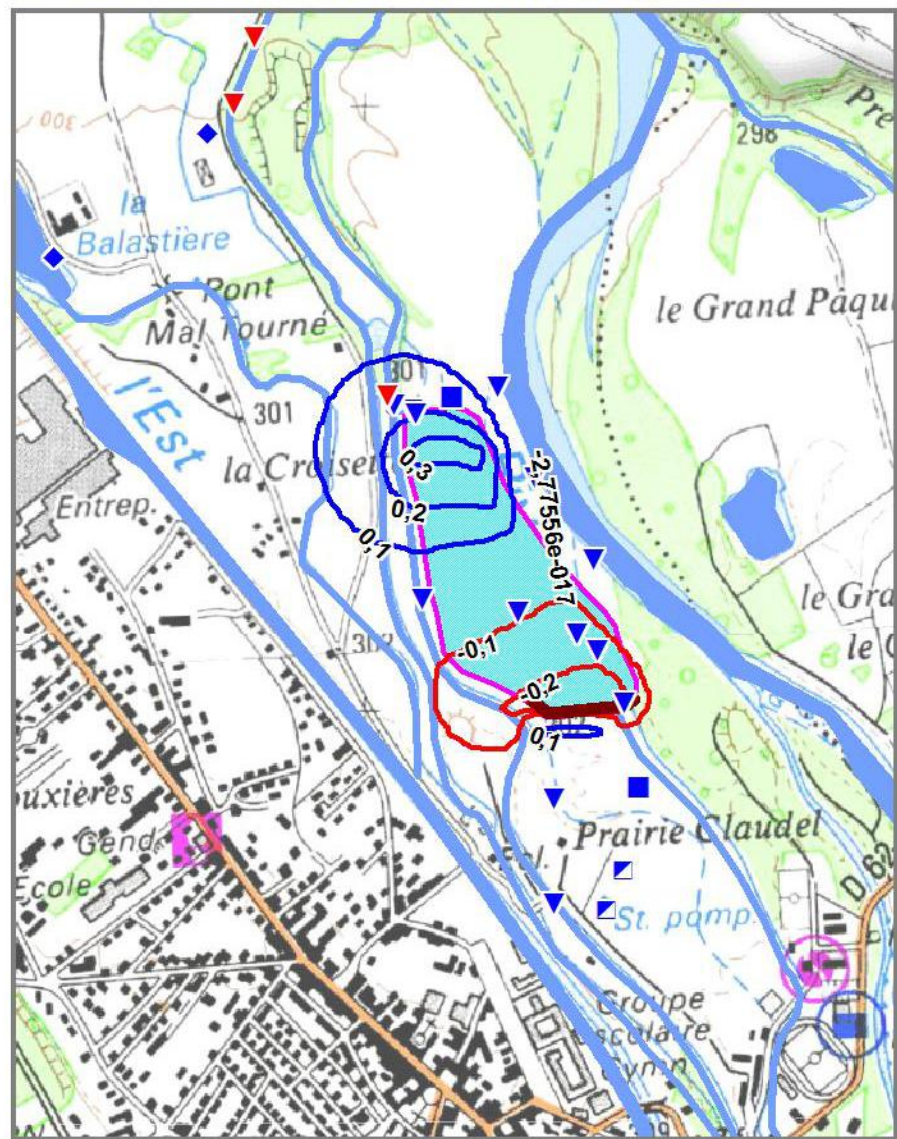 300
298
Pre
la
Balastière
Pont
Mal Tourné
le Grand Pâqui
l'Est
301
301
la Croiset
0,3
-2,77556e-017
Entrep.
0,2
0,1
le Gra
302
-0,1
-0,2
0,1
ouxières
Gend.
Prairie Claudel
Ecole
D 62
St. pomp.
Groupe
scolaire